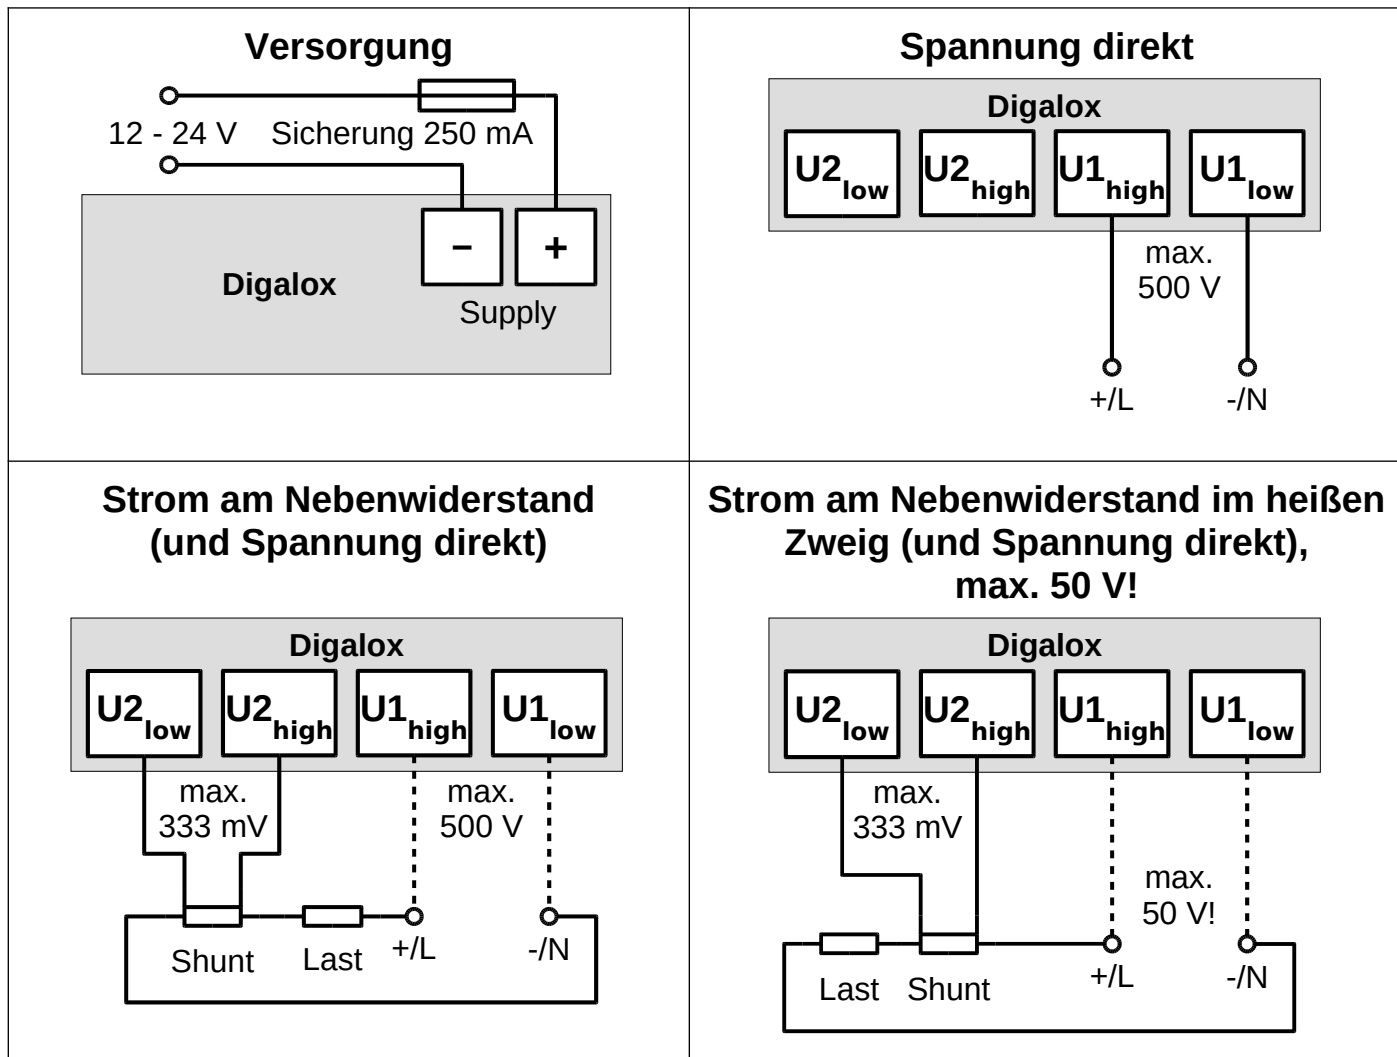 Versorgung
12 - 24 V Sicherung 250 mA
− +
Digalox
Supply
Spannung direkt
Digalox
U2low U2high U1high U1low
max.
500 V
+/L -/N
Strom am Nebenwiderstand
(und Spannung direkt)
Digalox
U2low U2high U1high U1low
max. max.
333 mV 500 V
Shunt Last +/L -/N
Strom am Nebenwiderstand im heißen
Zweig (und Spannung direkt),
max. 50 V!
Digalox
U2low U2high U1high U1low
max.
333 mV
max.
50 V!
Last Shunt +/L -/N